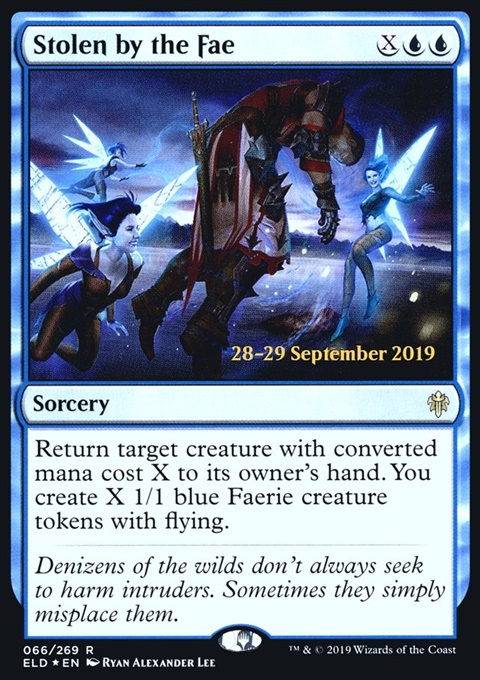 Stolen by the Fae X
28–29 September 2019
Sorcery
Return target creature with converted
mana cost X to its owner's hand. You
create X 1/1 blue Faerie creature
tokens with flying.
Denizens of the wilds don't always seek
to harm intruders. Sometimes they simply
misplace them.
066/269 R
ELD ★ EN Ryan Alexander Lee
™ & © 2019 Wizards of the Coast